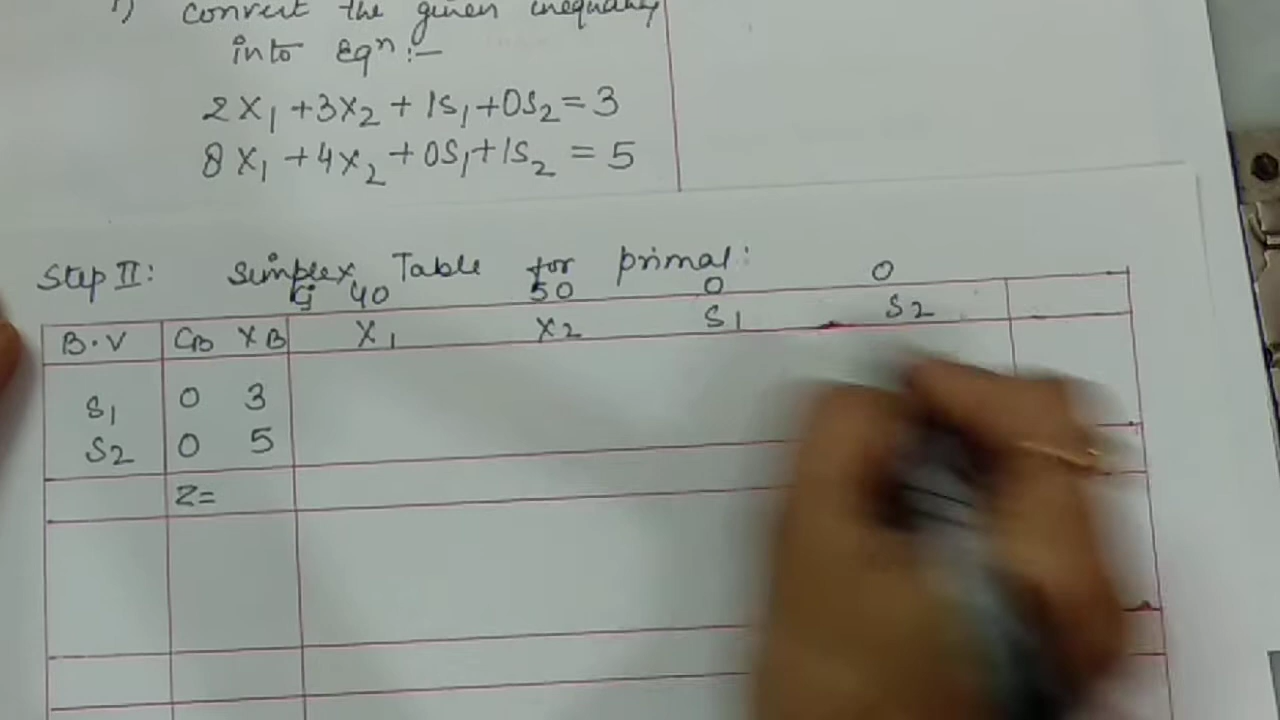 1) convert the given inequality
into Eqn:-
2x₁ +3x₂ + 1s₁ +0s₂ = 3
8x₁ +4x₂ +0s₁ +1s₂ = 5
Step II: simplex Table for primal:
Cj 40 50 0 0
B.V CB XB X1 X2 S1 S2
S1 0 3
S2 0 5
Z=